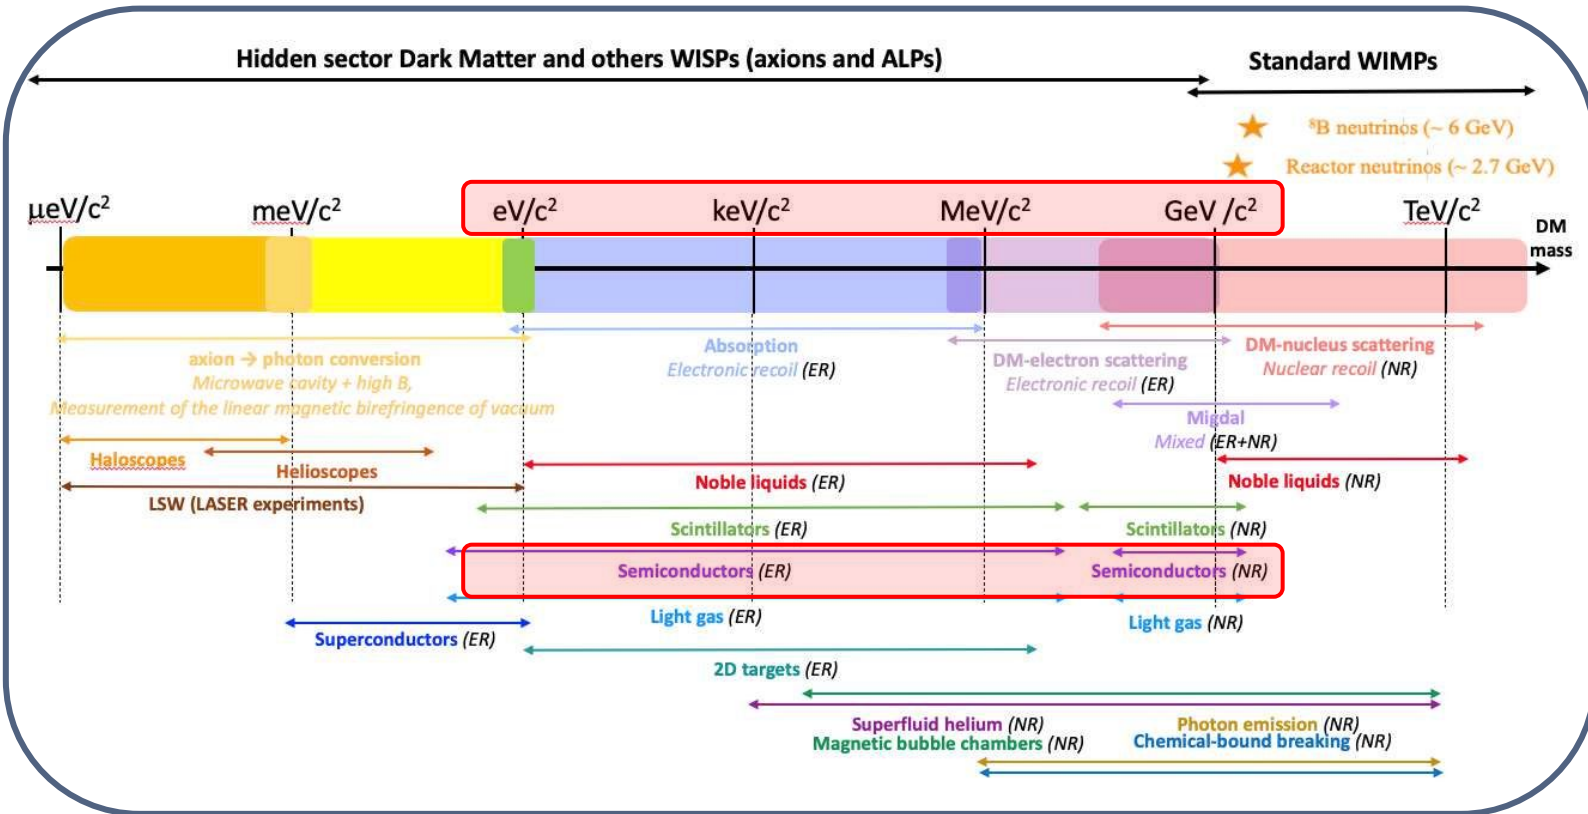 Hidden sector Dark Matter and others WISPs (axions and ALPs)
Standard WIMPs
⁸B neutrinos (~ 6 GeV)
Reactor neutrinos (~ 2.7 GeV)
μeV/c²
meV/c²
eV/c²
keV/c²
MeV/c²
GeV /c²
TeV/c²
DM
mass
axion → photon conversion
Microwave cavity + high B,
Measurement of the linear magnetic birefringence of vacuum
Absorption
Electronic recoil (ER)
DM-electron scattering
Electronic recoil (ER)
DM-nucleus scattering
Nuclear recoil (NR)
Migdal
Mixed (ER+NR)
Haloscopes
Helioscopes
LSW (LASER experiments)
Noble liquids (ER)
Noble liquids (NR)
Scintillators (ER)
Scintillators (NR)
Semiconductors (ER)
Semiconductors (NR)
Light gas (ER)
Light gas (NR)
Superconductors (ER)
2D targets (ER)
Superfluid helium (NR)
Photon emission (NR)
Magnetic bubble chambers (NR)
Chemical-bound breaking (NR)